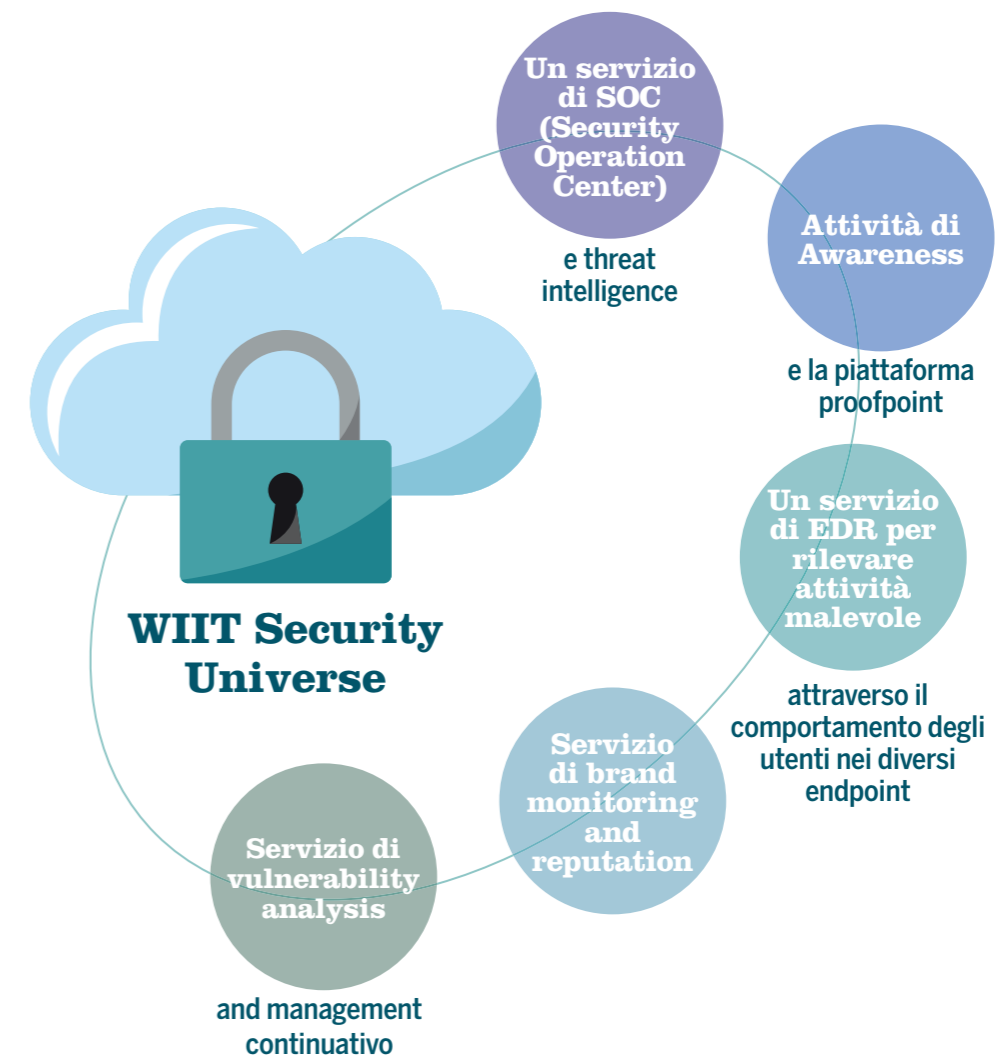 Un servizio
di SOC
(Security
Operation
Center)
e threat
intelligence
Attività di
Awareness
e la piattaforma
proofpoint
Un servizio
di EDR per
rilevare
attività
malevole
attraverso il
comportamento degli
utenti nei diversi
endpoint
WIIT Security
Universe
Servizio
di brand
monitoring
and
reputation
Servizio di
vulnerability
analysis
and management
continuativo